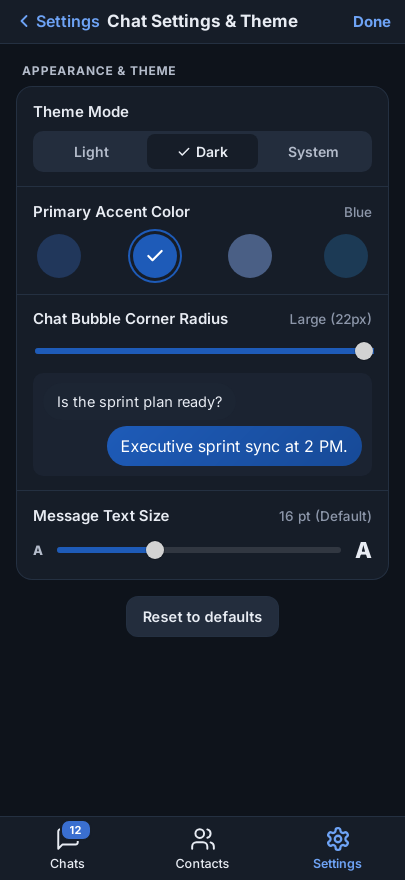 Settings Chat Settings & Theme Done
APPEARANCE & THEME
Theme Mode
Light Dark System
Primary Accent Color Blue
Chat Bubble Corner Radius Large (22px)
Is the sprint plan ready?
Executive sprint sync at 2 PM.
Message Text Size 16 pt (Default)
A A
Reset to defaults
12
Chats Contacts Settings